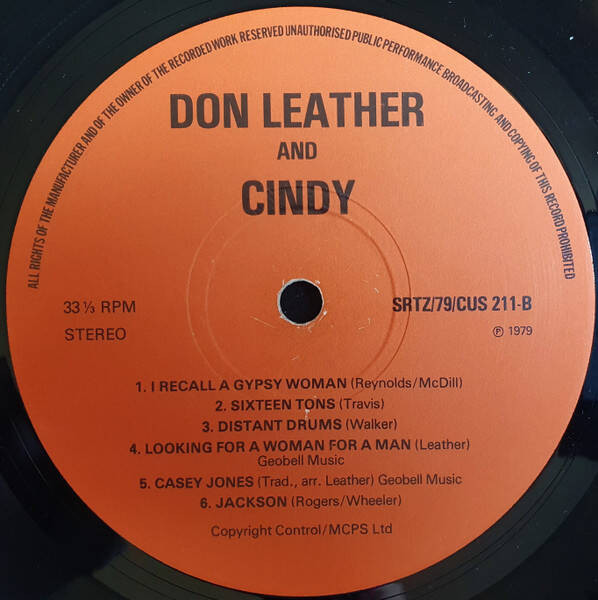 ALL RIGHTS OF THE MANUFACTURER AND OF THE OWNER OF THE RECORDED WORK RESERVED UNAUTHORISED PUBLIC PERFORMANCE BROADCASTING AND COPYING OF THIS RECORD PROHIBITED
DON LEATHER
AND
CINDY
33 ⅓ RPM
STEREO
SRTZ/79/CUS 211-B
℗ 1979
1. I RECALL A GYPSY WOMAN (Reynolds/McDill)
2. SIXTEEN TONS (Travis)
3. DISTANT DRUMS (Walker)
4. LOOKING FOR A WOMAN FOR A MAN (Leather)
Geobell Music
5. CASEY JONES (Trad., arr. Leather) Geobell Music
6. JACKSON (Rogers/Wheeler)
Copyright Control/MCPS Ltd